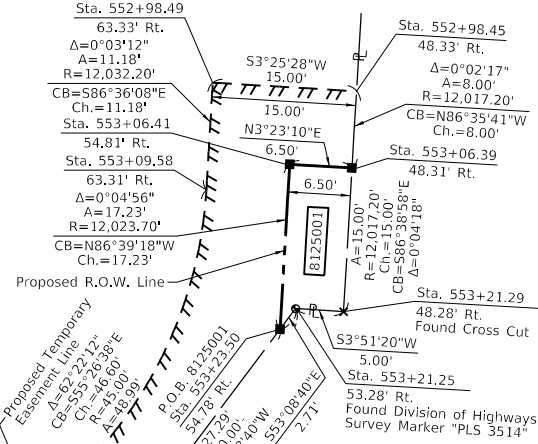 Sta. 552+98.49
63.33' Rt.
Δ=0°03'12"
A=11.18'
R=12,032.20'
CB=S86°36'08"E
Ch.=11.18'
Sta. 553+06.41
54.81' Rt.
Sta. 553+09.58
63.31' Rt.
Δ=0°04'56"
A=17.23'
R=12,023.70'
CB=N86°39'18"W
Ch.=17.23'
Proposed R.O.W. Line
S3°25'28"W
15.00'
15.00'
N3°23'10"E
6.50'
6.50'
8125001
PL
Sta. 552+98.45
48.33' Rt.
Δ=0°02'17"
A=8.00'
R=12,017.20'
CB=N86°35'41"W
Ch.=8.00'
Sta. 553+06.39
48.31' Rt.
A=15.00'
R=12,017.20'
Ch.=15.00'
CB=S86°38'58"E
Δ=0°04'18"
Sta. 553+21.29
48.28' Rt.
Found Cross Cut
PL
S3°51'20"W
5.00'
Sta. 553+21.25
53.28' Rt.
Found Division of Highways
Survey Marker "PLS 3514"
Proposed Temporary
Easement Line
Δ=62°22'12"
CB=S55°26'38"E
Ch.=46.60'
R=45.00'
A=48.99'
P.O.B. 8125001
Sta. 553+23.50
54.78' Rt.
27.29'
S53°08'40"E
2.71'